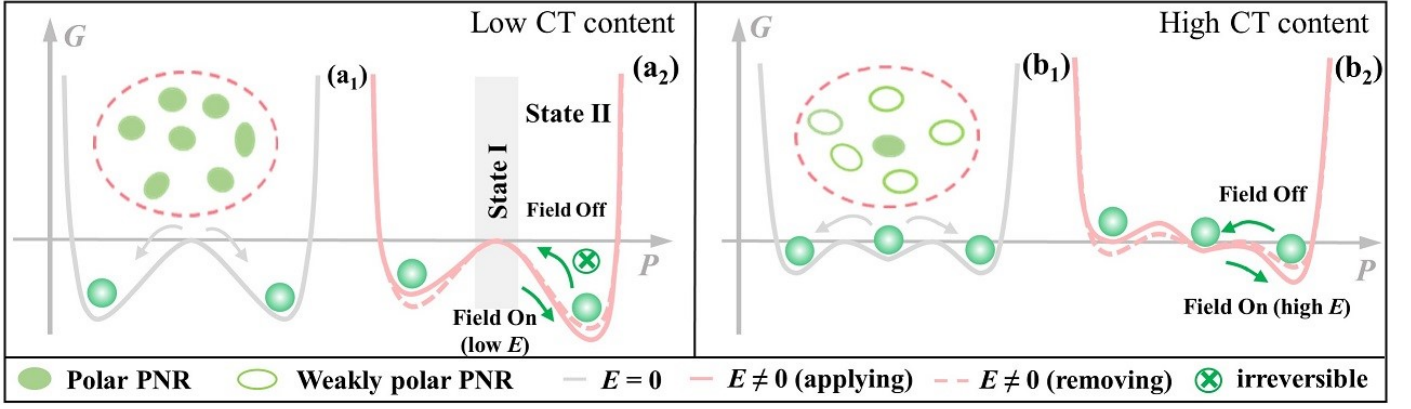 Low CT content
G
(a₁)
(a₂)
State II
State I
Field Off
P
Field On
(low E)
High CT content
G
(b₁)
(b₂)
Field Off
P
Field On (high E)
Polar PNR
Weakly polar PNR
E = 0
E ≠ 0 (applying)
E ≠ 0 (removing)
irreversible